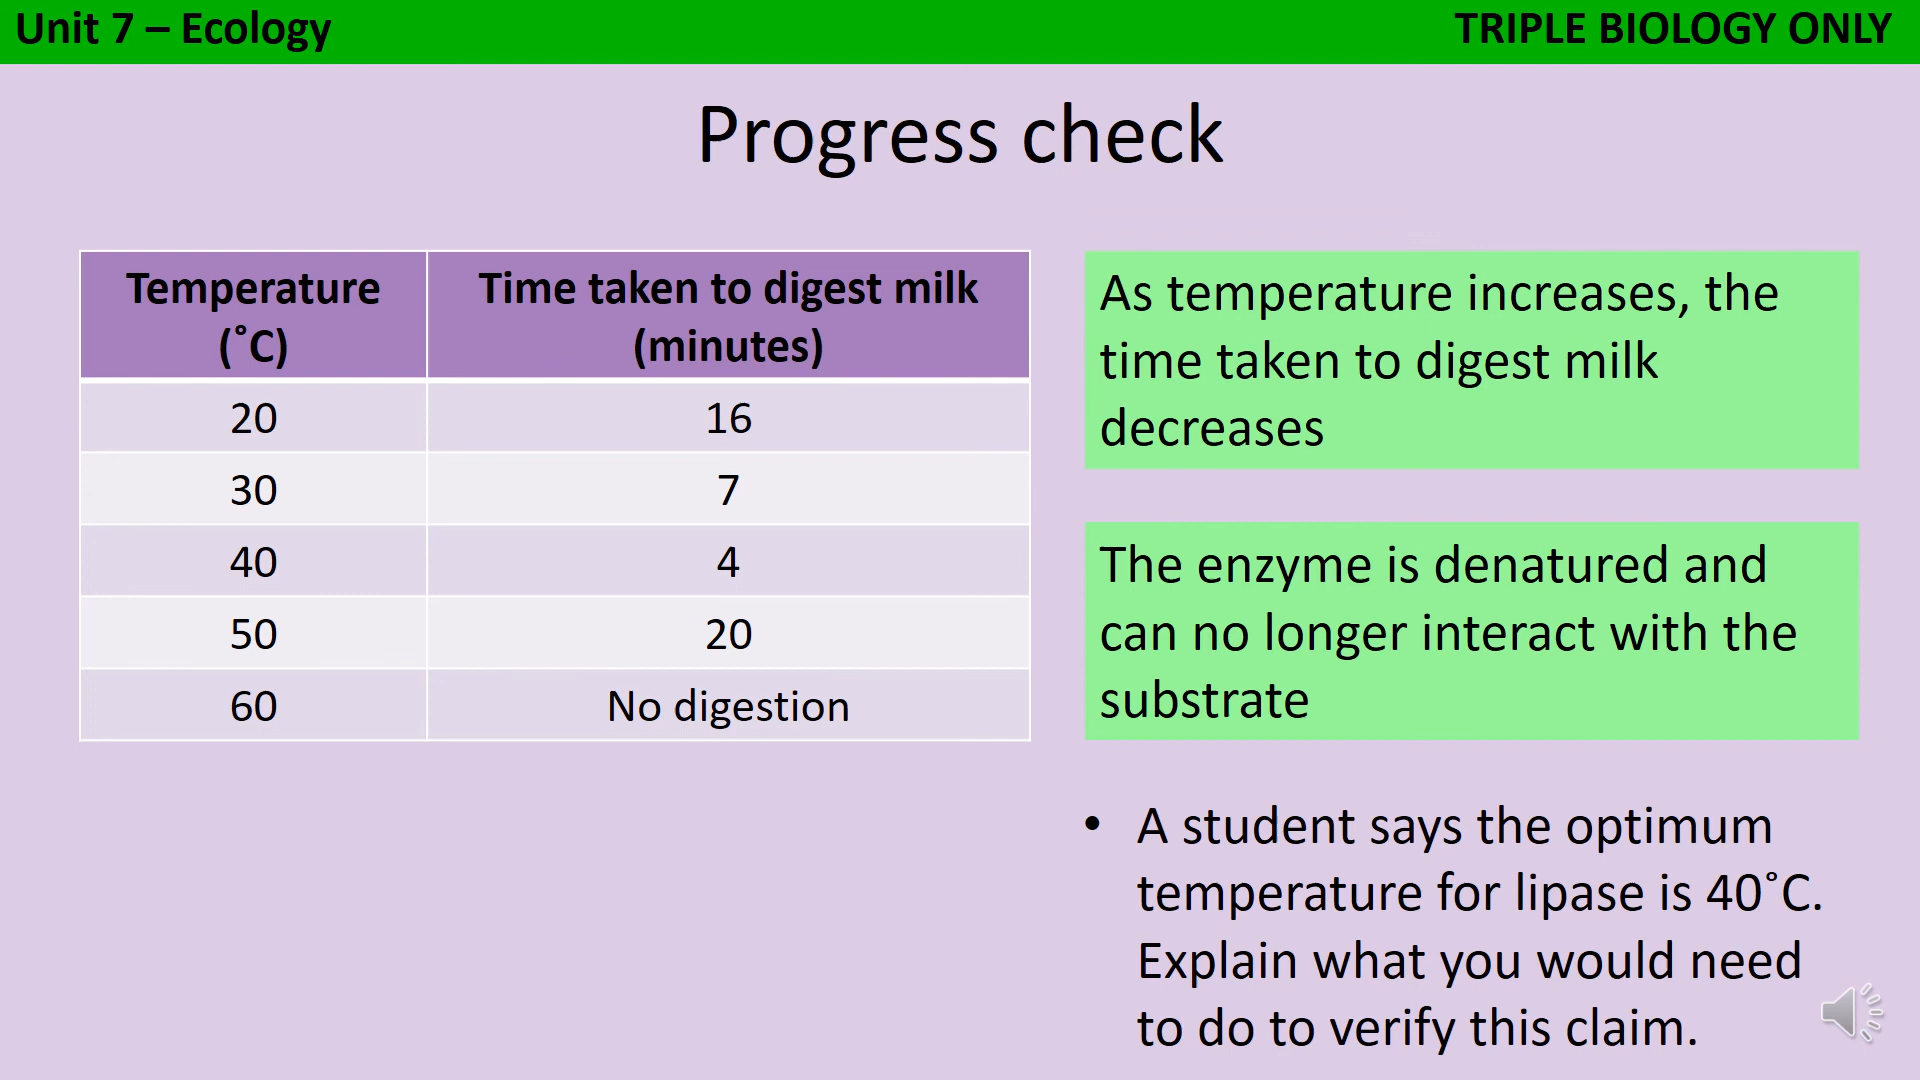 Unit 7 – Ecology
TRIPLE BIOLOGY ONLY
Progress check
Temperature (˚C) Time taken to digest milk (minutes)
20 16
30 7
40 4
50 20
60 No digestion
As temperature increases, the
time taken to digest milk
decreases
The enzyme is denatured and
can no longer interact with the
substrate
• A student says the optimum
temperature for lipase is 40˚C.
Explain what you would need
to do to verify this claim.